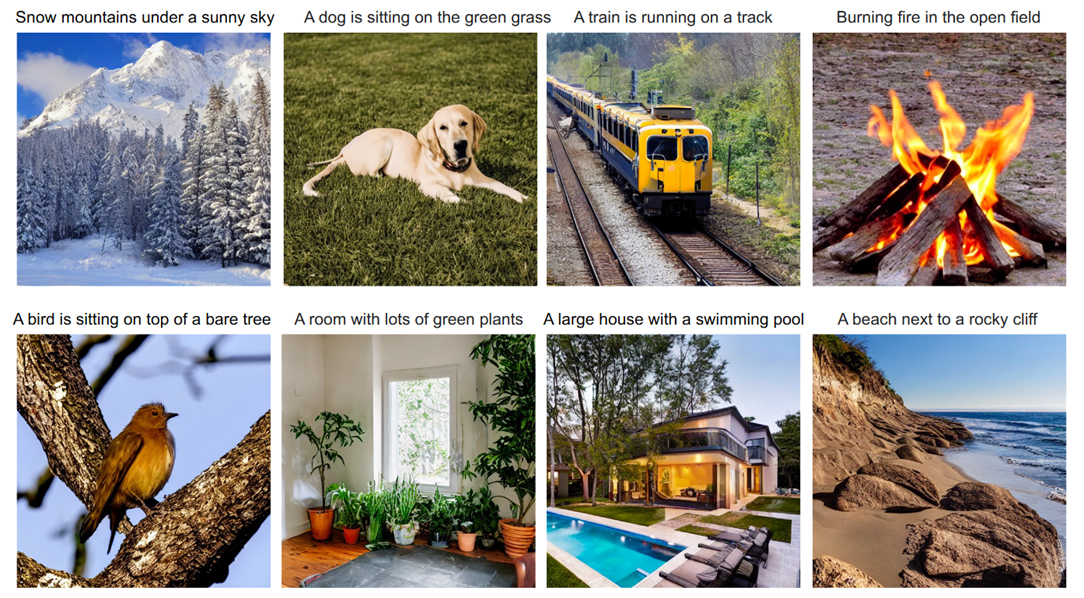 Snow mountains under a sunny sky
A dog is sitting on the green grass
A train is running on a track
Burning fire in the open field
A bird is sitting on top of a bare tree
A room with lots of green plants
A large house with a swimming pool
A beach next to a rocky cliff